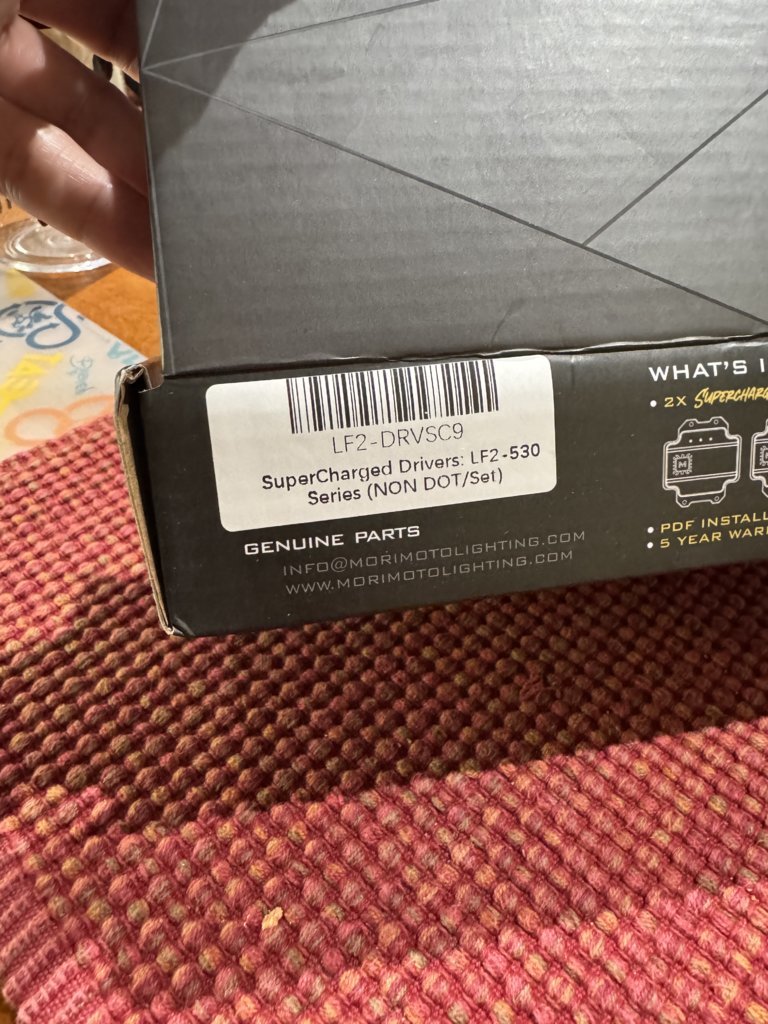 LF2-DRVSC9
SuperCharged Drivers: LF2-530
Series (NON DOT/Set)
GENUINE PARTS
INFO@MORIMOTOLIGHTING.COM
WWW.MORIMOTOLIGHTING.COM
WHAT'S I
• 2X SUPERCHARG
M
M
• PDF INSTALL
• 5 YEAR WAR